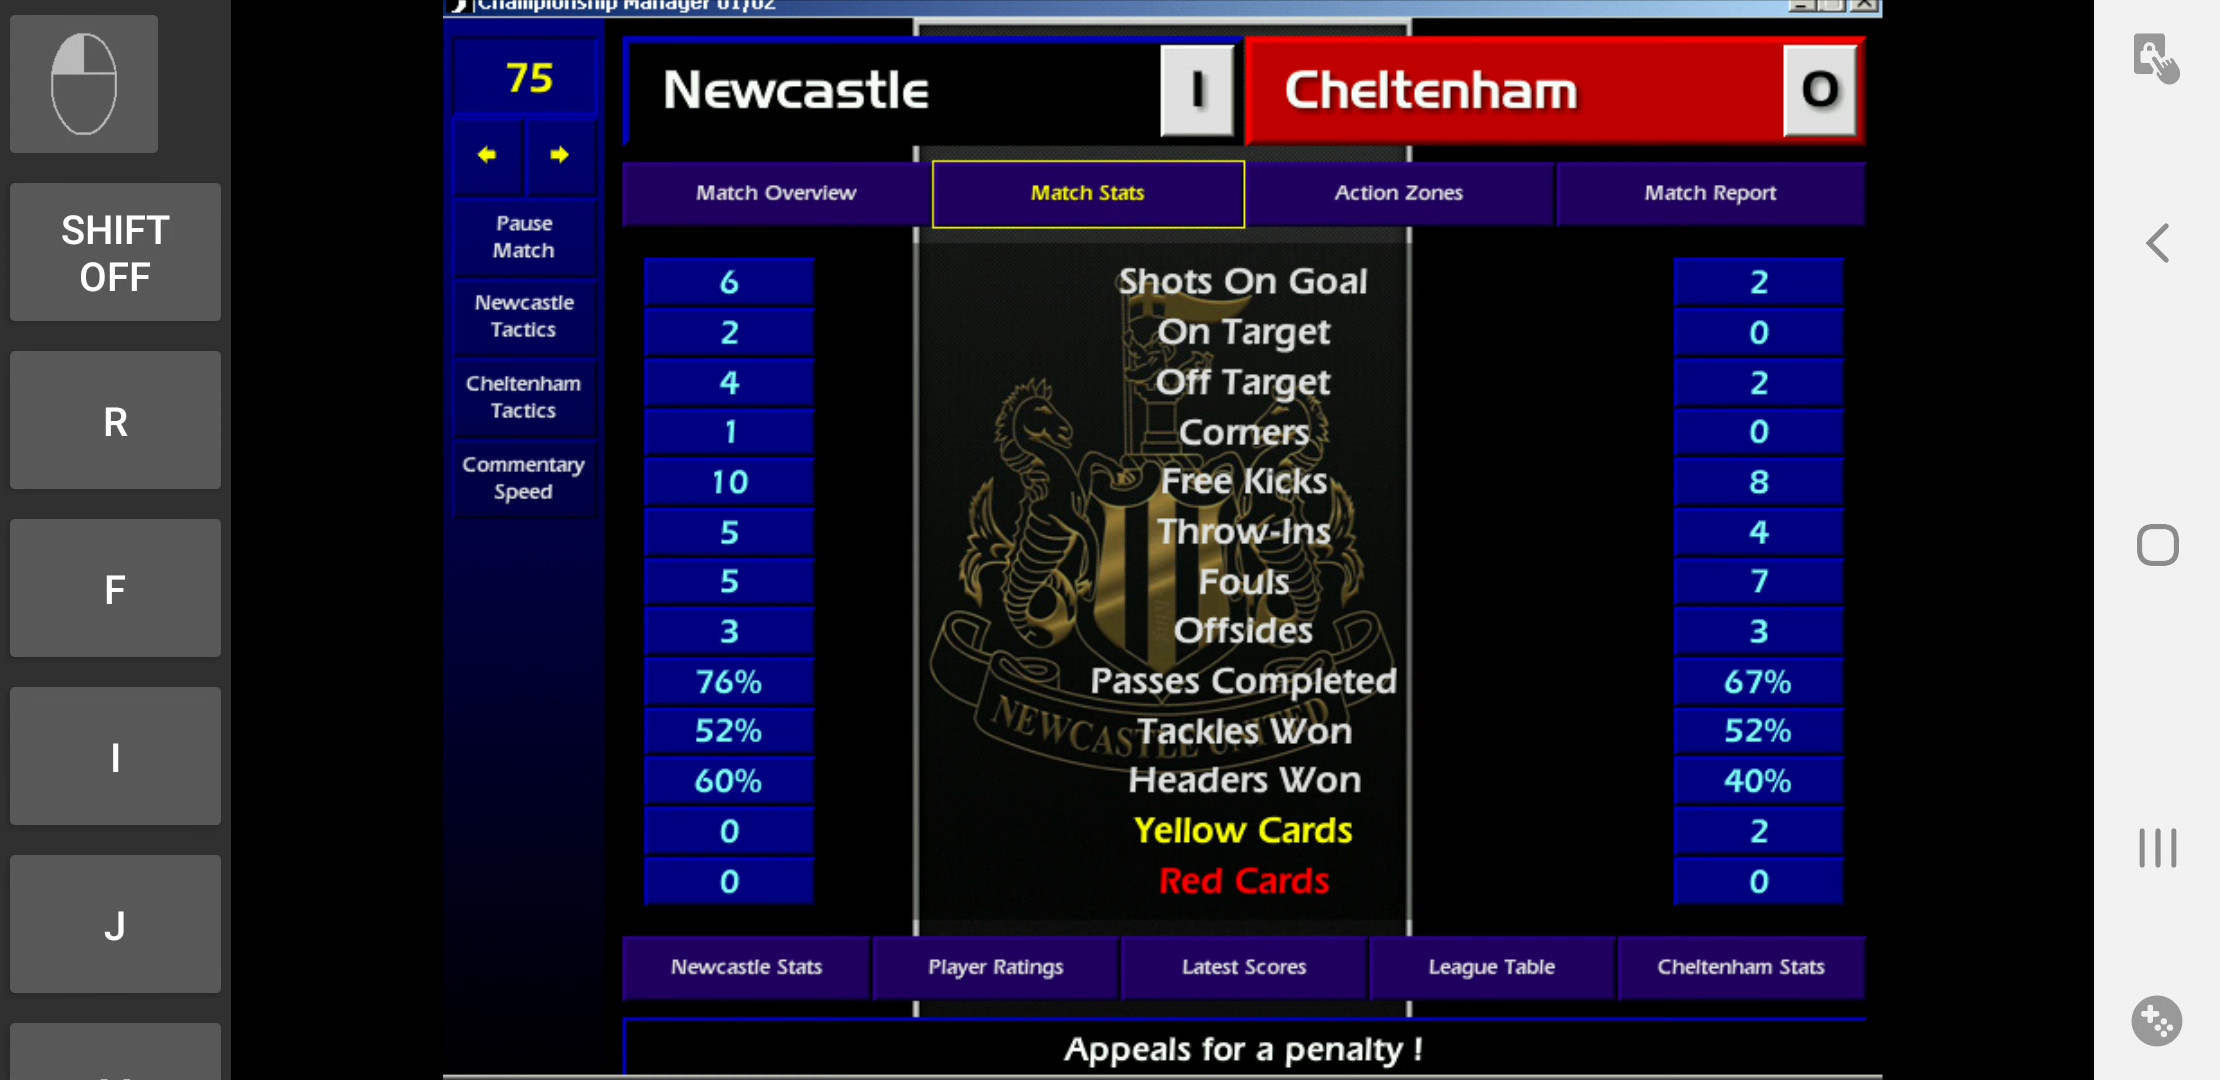 Championship Manager 01/02
75
Newcastle 1 Cheltenham 0
Match Overview Match Stats Action Zones Match Report
Pause
Match
Newcastle
Tactics
Cheltenham
Tactics
Commentary
Speed
6 Shots On Goal 2
2 On Target 0
4 Off Target 2
1 Corners 0
10 Free Kicks 8
5 Throw-Ins 4
5 Fouls 7
3 Offsides 3
76% Passes Completed 67%
52% Tackles Won 52%
60% Headers Won 40%
0 Yellow Cards 2
0 Red Cards 0
NEWCASTLE UNITED
Newcastle Stats Player Ratings Latest Scores League Table Cheltenham Stats
Appeals for a penalty !
SHIFT
OFF
R
F
I
J